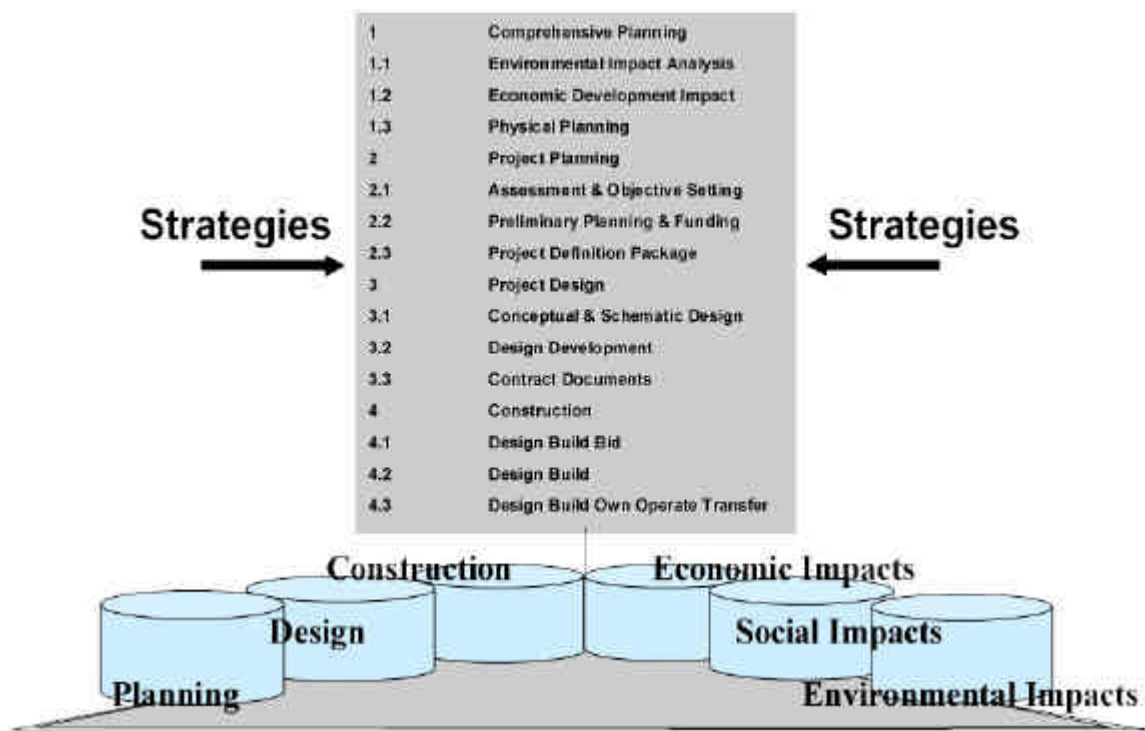 1 Comprehensive Planning
1.1 Environmental Impact Analysis
1.2 Economic Development Impact
1.3 Physical Planning
2 Project Planning
2.1 Assessment & Objective Setting
2.2 Preliminary Planning & Funding
2.3 Project Definition Package
3 Project Design
3.1 Conceptual & Schematic Design
3.2 Design Development
3.3 Contract Documents
4 Construction
4.1 Design Build Bid
4.2 Design Build
4.3 Design Build Own Operate Transfer
Strategies
Strategies
Construction
Economic Impacts
Design
Social Impacts
Planning
Environmental Impacts